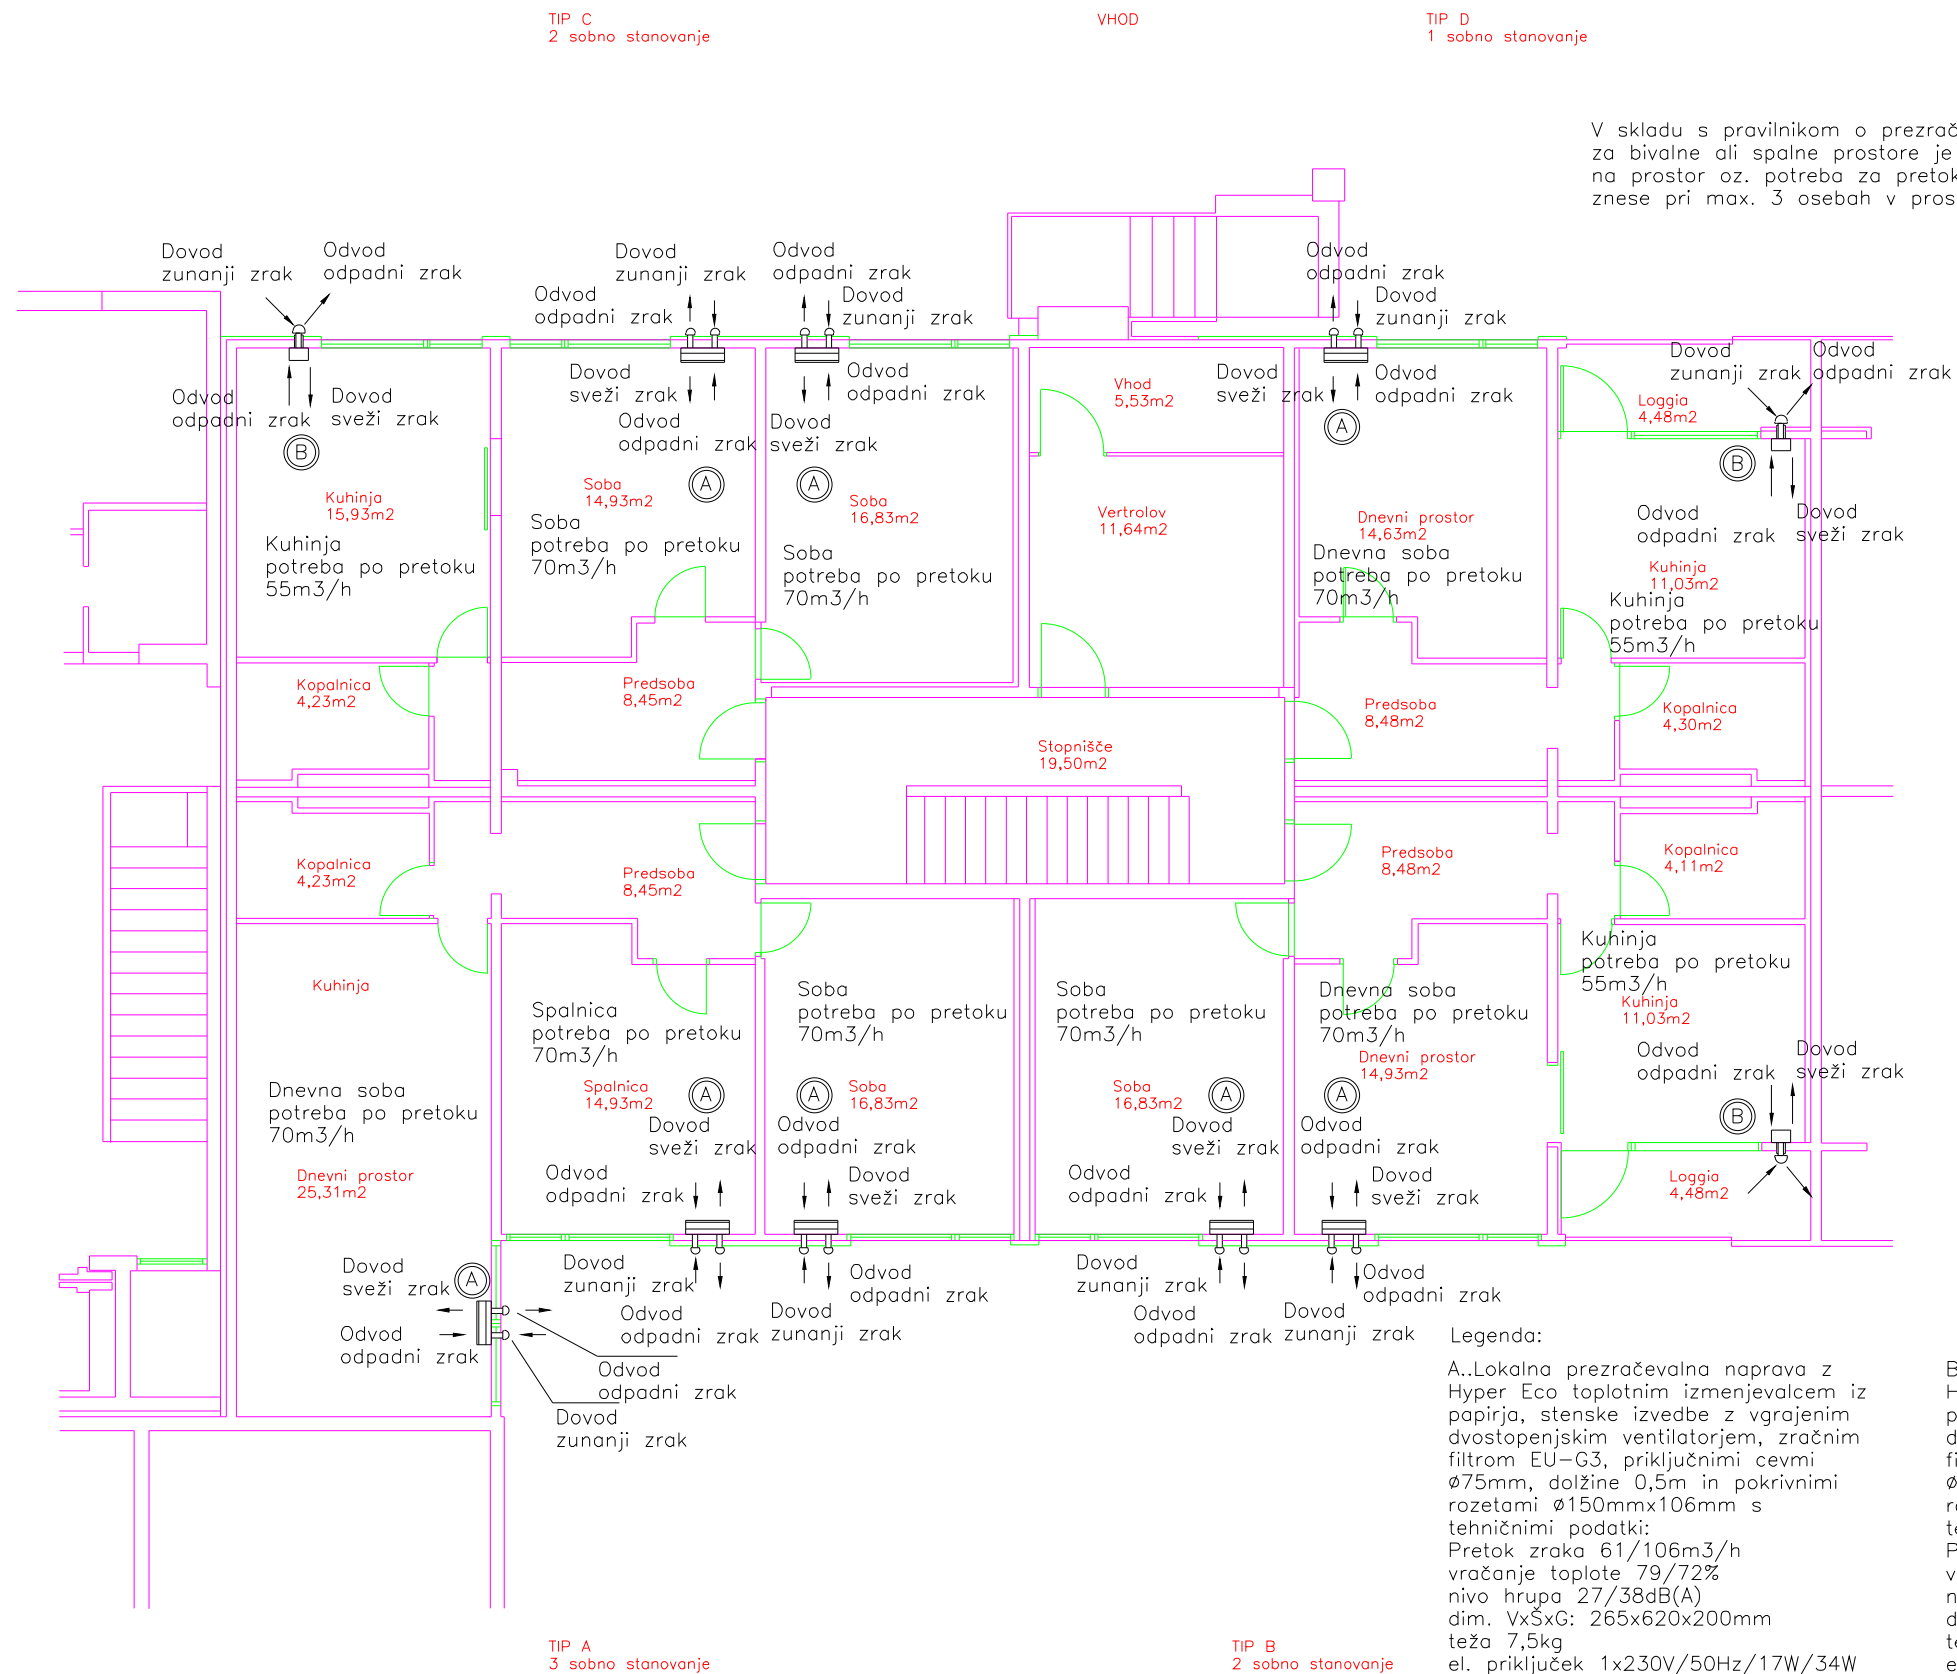 TIP C
2 sobno stanovanje
VHOD
TIP D
1 sobno stanovanje
V skladu s pravilnikom o
za bivalne ali spalne prostore je
na prostor oz. potreba za
znese pri max. 3 osebah v
Dovod
zunanji zrak
Odvod
odpadni zrak
Odvod
odpadni zrak
Dovod
zunanji zrak
Odvod
odpadni zrak
Dovod
zunanji zrak
Odvod
odpadni zrak
Dovod
zunanji zrak
Dovod
zunanji zrak
Odvod
odpadni zrak
Odvod
odpadni zrak
Dovod
sveži zrak
B
Dovod
sveži zrak
Odvod
odpadni zrak
A
Dovod
sveži zrak
Odvod
odpadni zrak
A
Vhod
5,53m2
Dovod
sveži zrak
Odvod
odpadni zrak
A
Loggia
4,48m2
B
Odvod
odpadni zrak
Dovod
sveži zrak
Kuhinja
15,93m2
Kuhinja
potreba po pretoku
55m3/h
Soba
14,93m2
Soba
potreba po pretoku
70m3/h
Soba
16,83m2
Soba
potreba po pretoku
70m3/h
Vertrolov
11,64m2
Dnevni prostor
14,63m2
Dnevna soba
potreba po pretoku
70m3/h
Kuhinja
11,03m2
Kuhinja
potreba po pretoku
55m3/h
Kopalnica
4,23m2
Predsoba
8,45m2
Stopnišče
19,50m2
Predsoba
8,48m2
Kopalnica
4,30m2
Kopalnica
4,23m2
Predsoba
8,45m2
Predsoba
8,48m2
Kopalnica
4,11m2
Kuhinja
Dnevna soba
potreba po pretoku
70m3/h
Dnevni prostor
25,31m2
Spalnica
potreba po pretoku
70m3/h
Spalnica
14,93m2
A
Soba
potreba po pretoku
70m3/h
A
Soba
16,83m2
Soba
potreba po pretoku
70m3/h
Soba
16,83m2
A
Dnevna soba
potreba po pretoku
70m3/h
Dnevni prostor
14,93m2
A
Kuhinja
potreba po pretoku
55m3/h
Kuhinja
11,03m2
Odvod
odpadni zrak
Dovod
sveži zrak
B
Loggia
4,48m2
Dovod
sveži zrak
Odvod
odpadni zrak
Odvod
odpadni zrak
Dovod
sveži zrak
Dovod
sveži zrak
Odvod
odpadni zrak
Odvod
odpadni zrak
Dovod
sveži zrak
Dovod
sveži zrak
A
Odvod
odpadni zrak
Dovod
zunanji zrak
Odvod
odpadni zrak
Odvod
odpadni zrak
Dovod
zunanji zrak
Dovod
zunanji zrak
Odvod
odpadni zrak
Odvod
odpadni zrak
Dovod
zunanji zrak
Odvod
odpadni zrak
Dovod
zunanji zrak
Legenda:
A..Lokalna prezračevalna naprava z
Hyper Eco toplotnim izmenjevalcem iz
papirja, stenske izvedbe z vgrajenim
dvostopenjskim ventilatorjem, zračnim
filtrom EU-G3, priključnimi cevmi
ø75mm, dolžine 0,5m in pokrivnimi
rozetami ø150mmx106mm s
tehničnimi podatki:
Pretok zraka 61/106m3/h
vračanje toplote 79/72%
nivo hrupa 27/38dB(A)
dim. VxŠxG: 265x620x200mm
teža 7,5kg
el. priključek 1x230V/50Hz/17W/34W
TIP A
3 sobno stanovanje
TIP B
2 sobno stanovanje